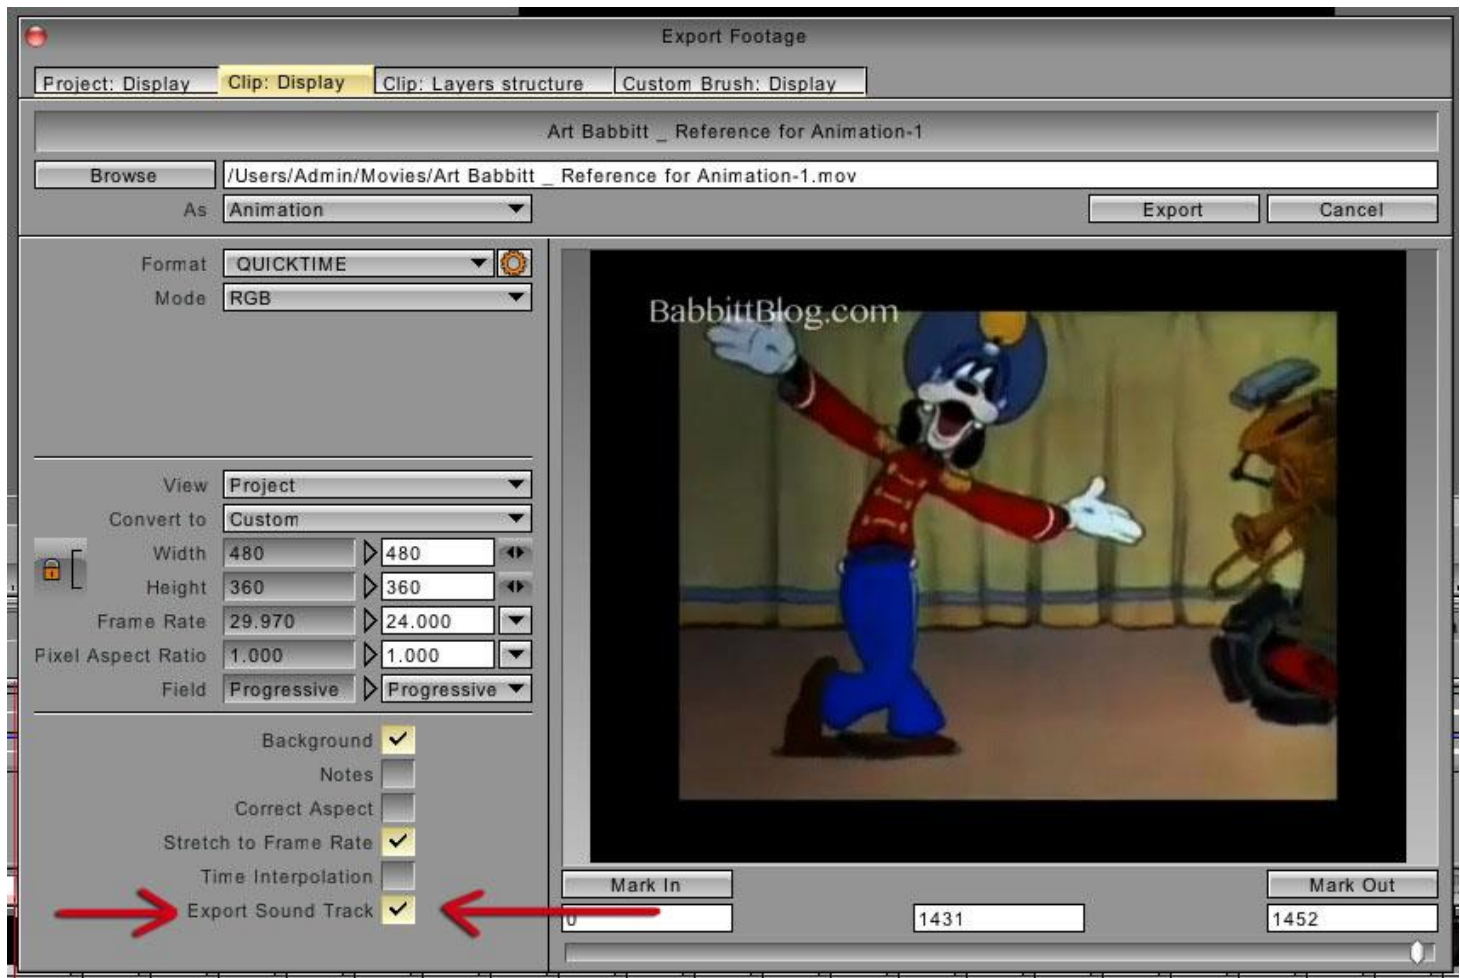 Export Footage
Project: Display
Clip: Display
Clip: Layers structure
Custom Brush: Display
Art Babbitt _ Reference for Animation-1
Browse
/Users/Admin/Movies/Art Babbitt _ Reference for Animation-1.mov
As
Animation
Export
Cancel
Format
QUICKTIME
Mode
RGB
BabbittBlog.com
View
Project
Convert to
Custom
Width
480
480
Height
360
360
Frame Rate
29.970
24.000
Pixel Aspect Ratio
1.000
1.000
Field
Progressive
Progressive
Background
Notes
Correct Aspect
Stretch to Frame Rate
Time Interpolation
Export Sound Track
Mark In
Mark Out
0
1431
1452